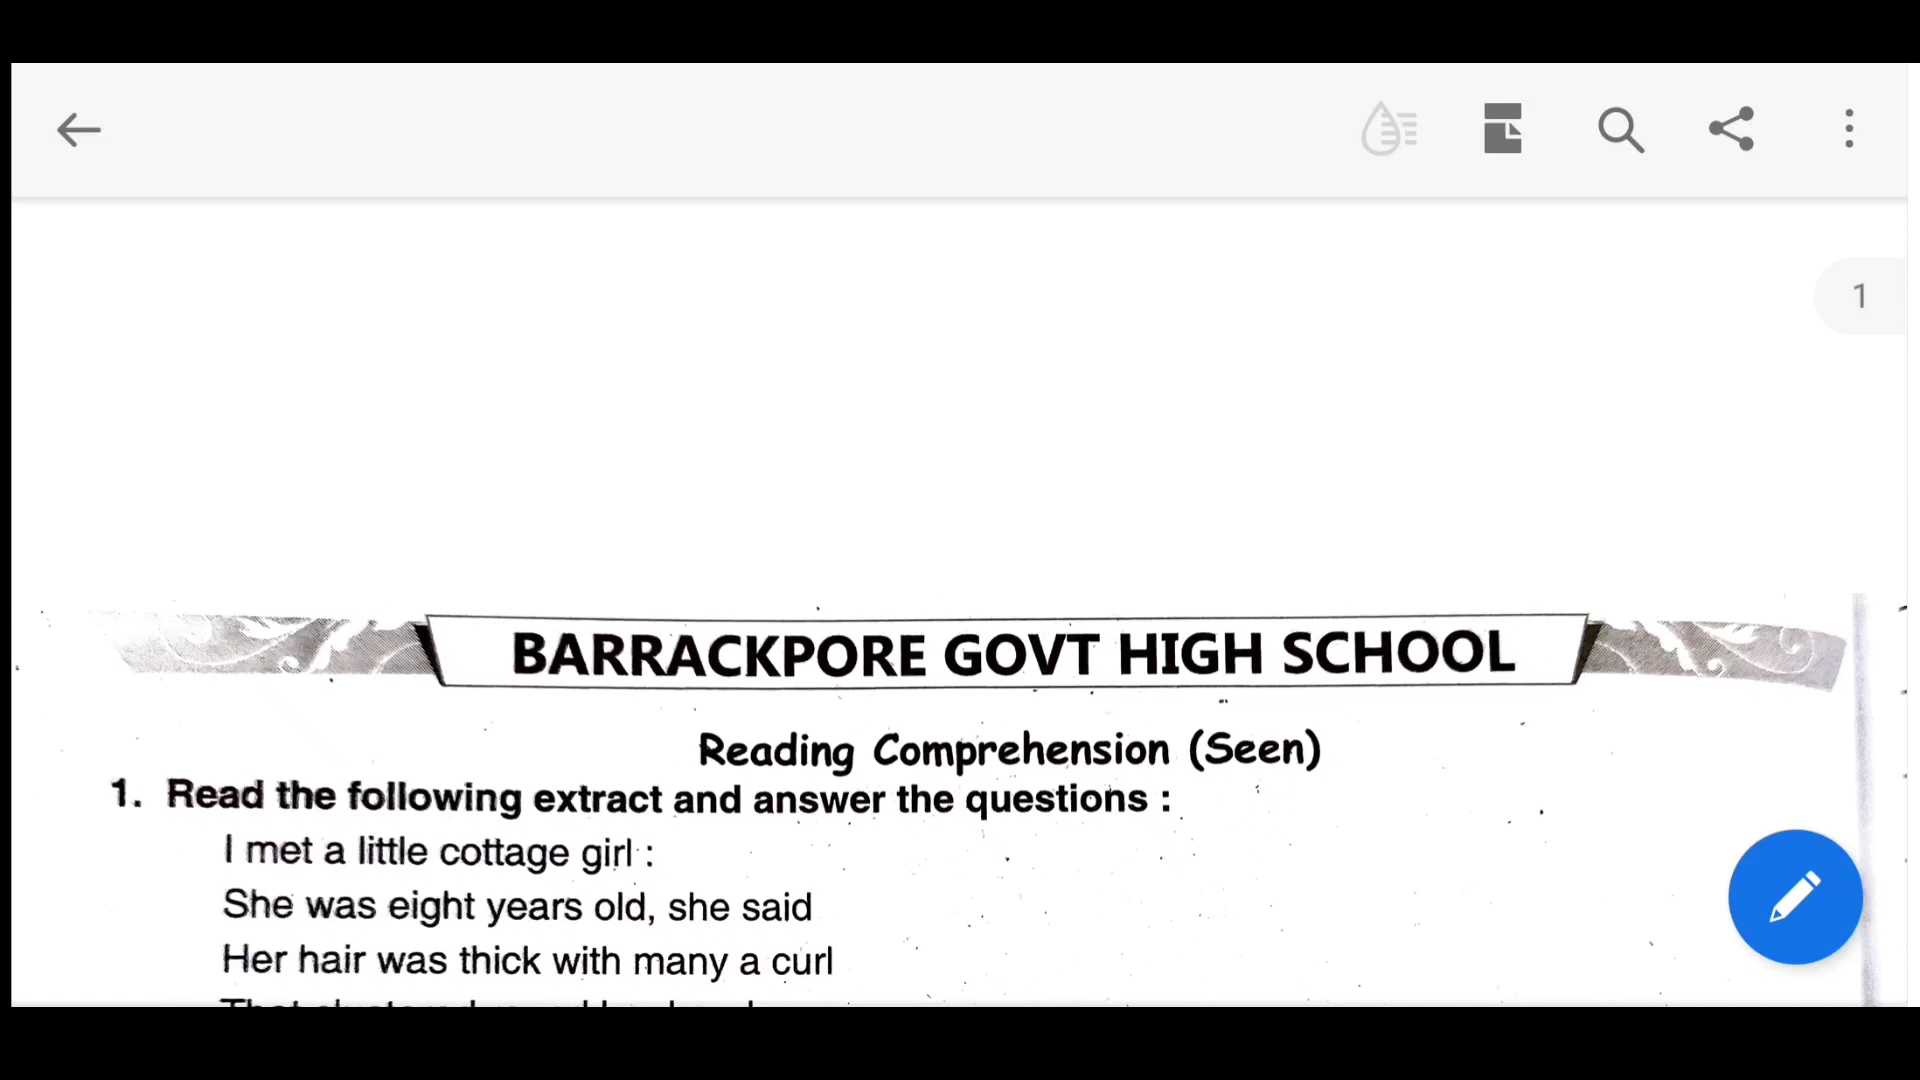 1
BARRACKPORE GOVT HIGH SCHOOL
Reading Comprehension (Seen)
1. Read the following extract and answer the questions :
I met a little cottage girl :
She was eight years old, she said
Her hair was thick with many a curl